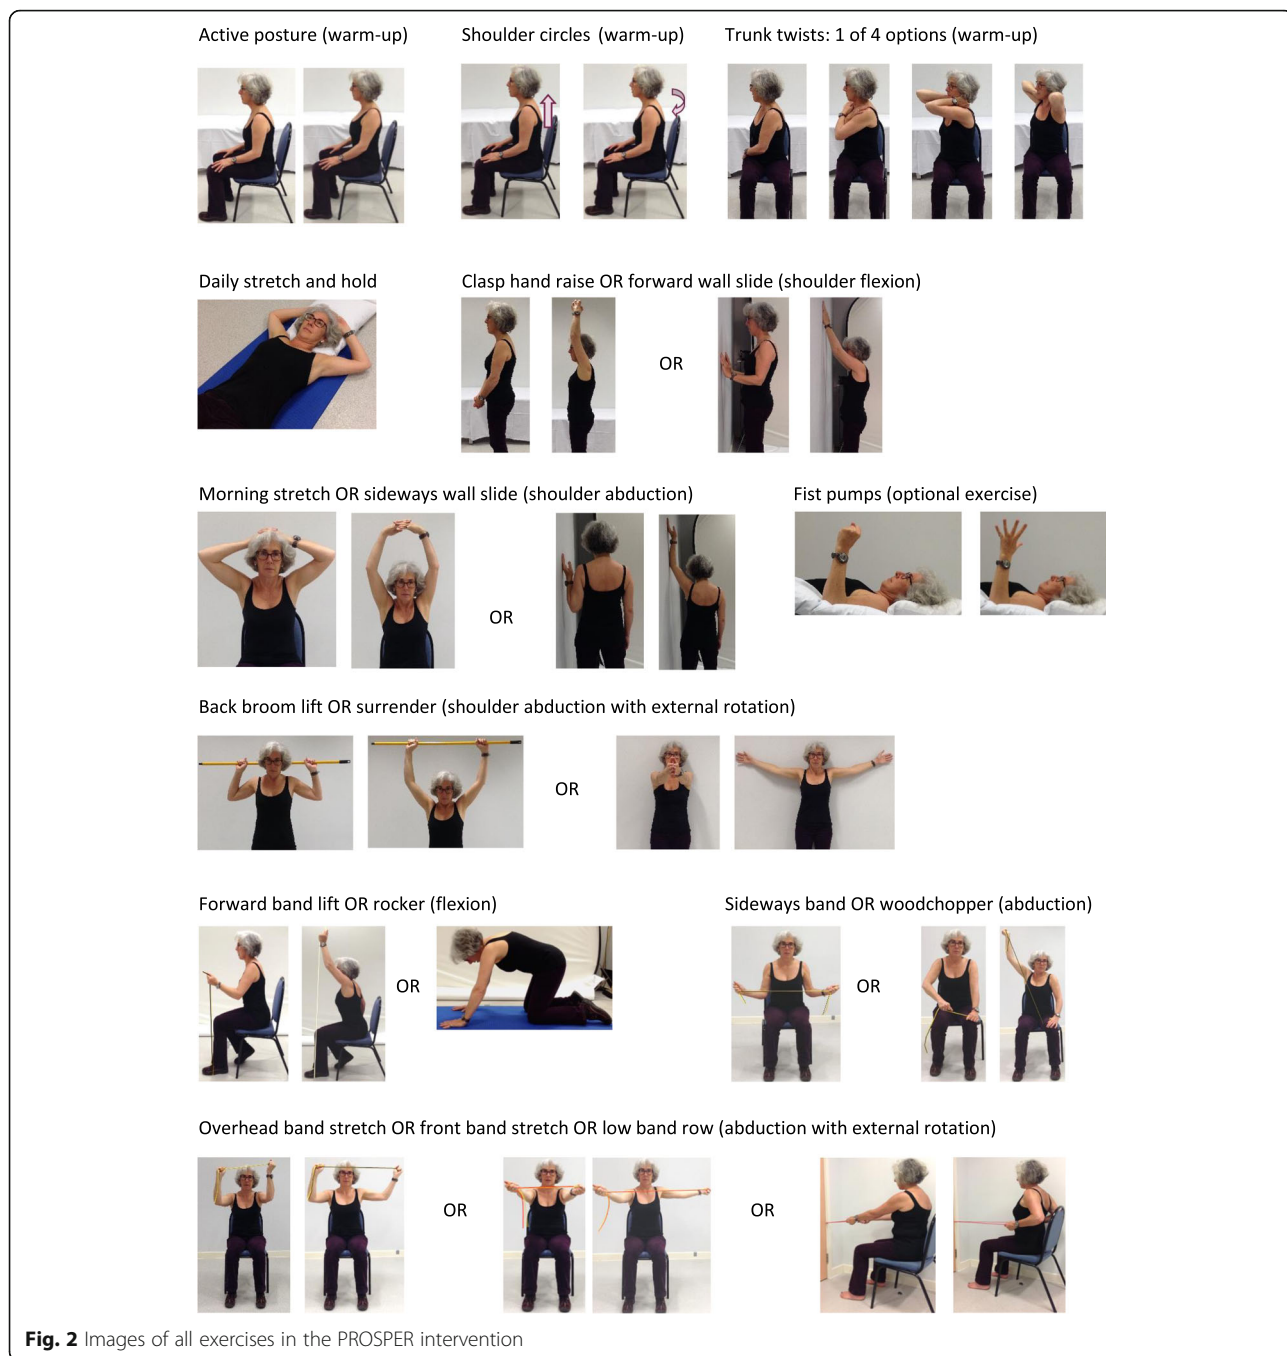 Active posture (warm-up)
Shoulder circles (warm-up)
Trunk twists: 1 of 4 options (warm-up)
Daily stretch and hold
Clasp hand raise OR forward wall slide (shoulder flexion)
OR
Morning stretch OR sideways wall slide (shoulder abduction)
Fist pumps (optional exercise)
OR
Back broom lift OR surrender (shoulder abduction with external rotation)
OR
Forward band lift OR rocker (flexion)
Sideways band OR woodchopper (abduction)
OR
OR
Overhead band stretch OR front band stretch OR low band row (abduction with external rotation)
OR
OR
Fig. 2 Images of all exercises in the PROSPER intervention